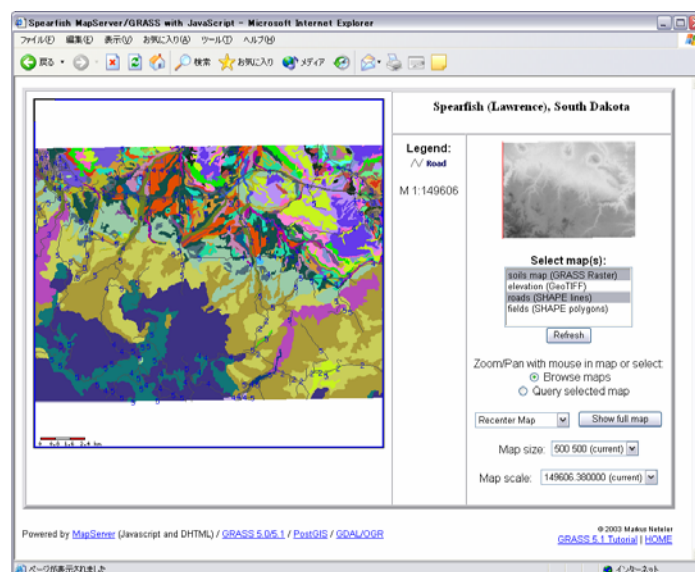 Spearfish MapServer/GRASS with JavaScript - Microsoft Internet Explorer
ファイル(F) 編集(E) 表示(V) お気に入り(A) ツール(T) ヘルプ(H)
戻る 検索 お気に入り メディア
Spearfish (Lawrence), South Dakota
Legend:
Road
M 1:149606
Select map(s):
soils map (GRASS Raster)
elevation (GeoTIFF)
roads (SHAPE lines)
fields (SHAPE polygons)
Refresh
Zoom/Pan with mouse in map or select:
Browse maps
Query selected map
Recenter Map Show full map
Map size: 500 500 (current)
Map scale: 149606.380000 (current)
Powered by MapServer (Javascript and DHTML) / GRASS 5.0/5.1 / PostGIS / GDAL/OGR
© 2003 Markus Neteler
GRASS 5.1 Tutorial | HOME
ページが表示されました インターネット